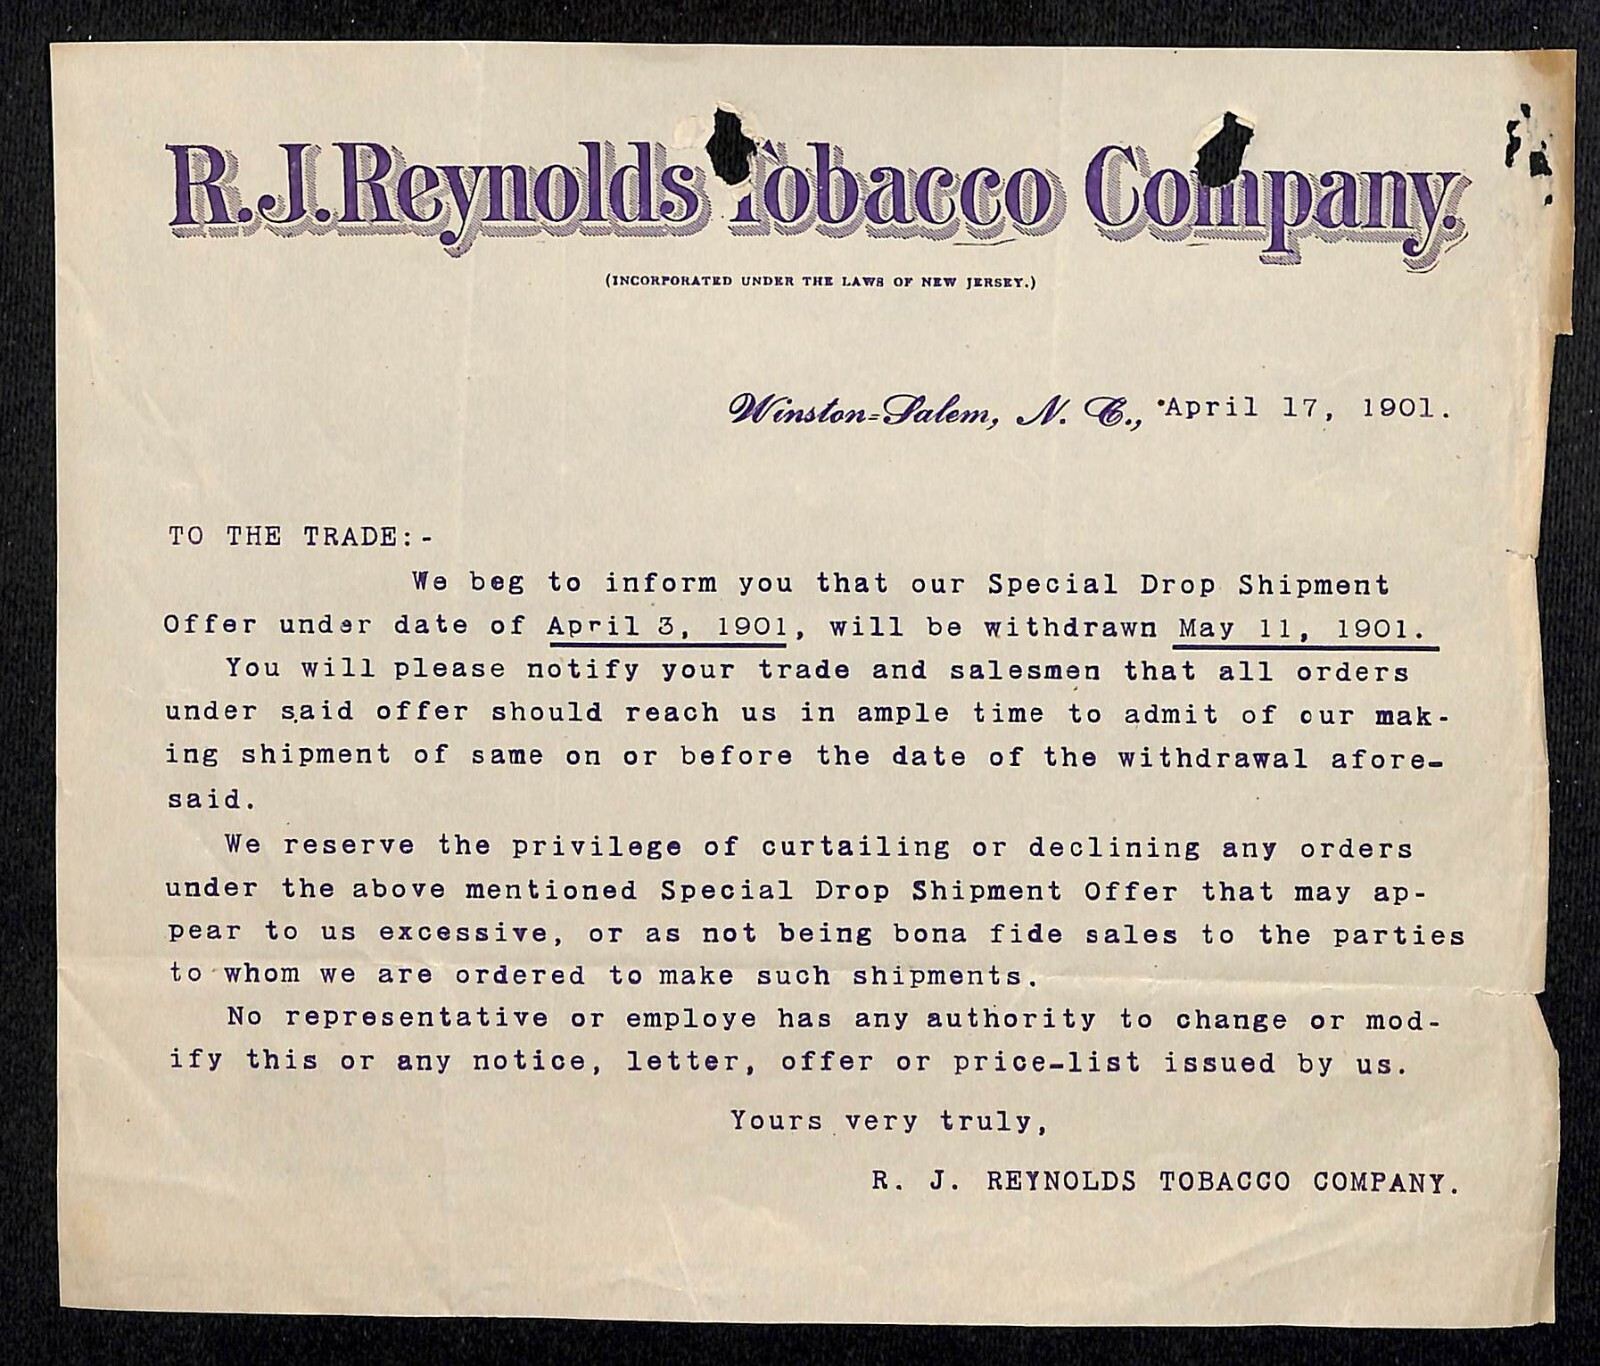 R. J. Reynolds Tobacco Company.
(INCORPORATED UNDER THE LAWS OF NEW JERSEY.)
Winston=Salem, N. C., April 17, 1901.
TO THE TRADE:-
We beg to inform you that our Special Drop Shipment
Offer under date of April 3, 1901, will be withdrawn May 11, 1901.
You will please notify your trade and salesmen that all orders
under said offer should reach us in ample time to admit of our mak-
ing shipment of same on or before the date of the withdrawal afore-
said.
We reserve the privilege of curtailing or declining any orders
under the above mentioned Special Drop Shipment Offer that may ap-
pear to us excessive, or as not being bona fide sales to the parties
to whom we are ordered to make such shipments.
No representative or employe has any authority to change or mod-
ify this or any notice, letter, offer or price-list issued by us.
Yours very truly,
R. J. REYNOLDS TOBACCO COMPANY.